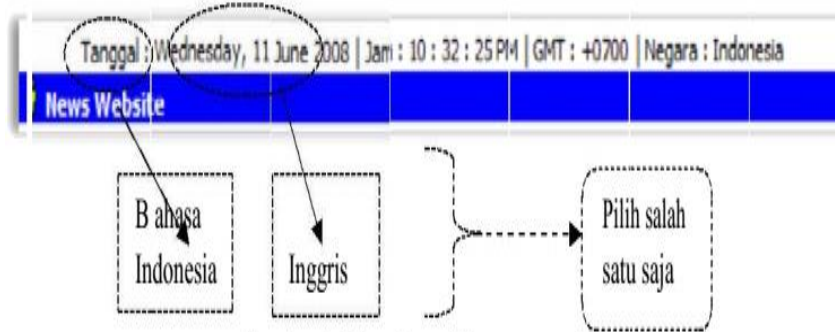 Tanggal : Wednesday, 11 June 2008 | Jam : 10 : 32 : 25 PM | GMT : +0700 | Negara : Indonesia
News Website
B ahasa
Indonesia
Inggris
Pilih salah
satu saja